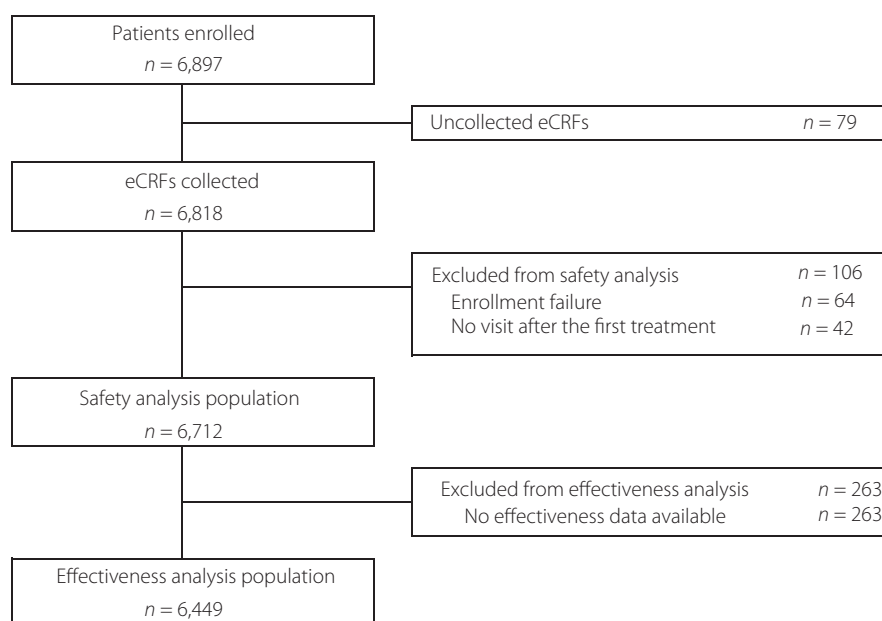 Patients enrolled
n = 6,897
Uncollected eCRFs n = 79
eCRFs collected
n = 6,818
Excluded from safety analysis n = 106
Enrollment failure n = 64
No visit after the first treatment n = 42
Safety analysis population
n = 6,712
Excluded from effectiveness analysis n = 263
No effectiveness data available n = 263
Effectiveness analysis population
n = 6,449